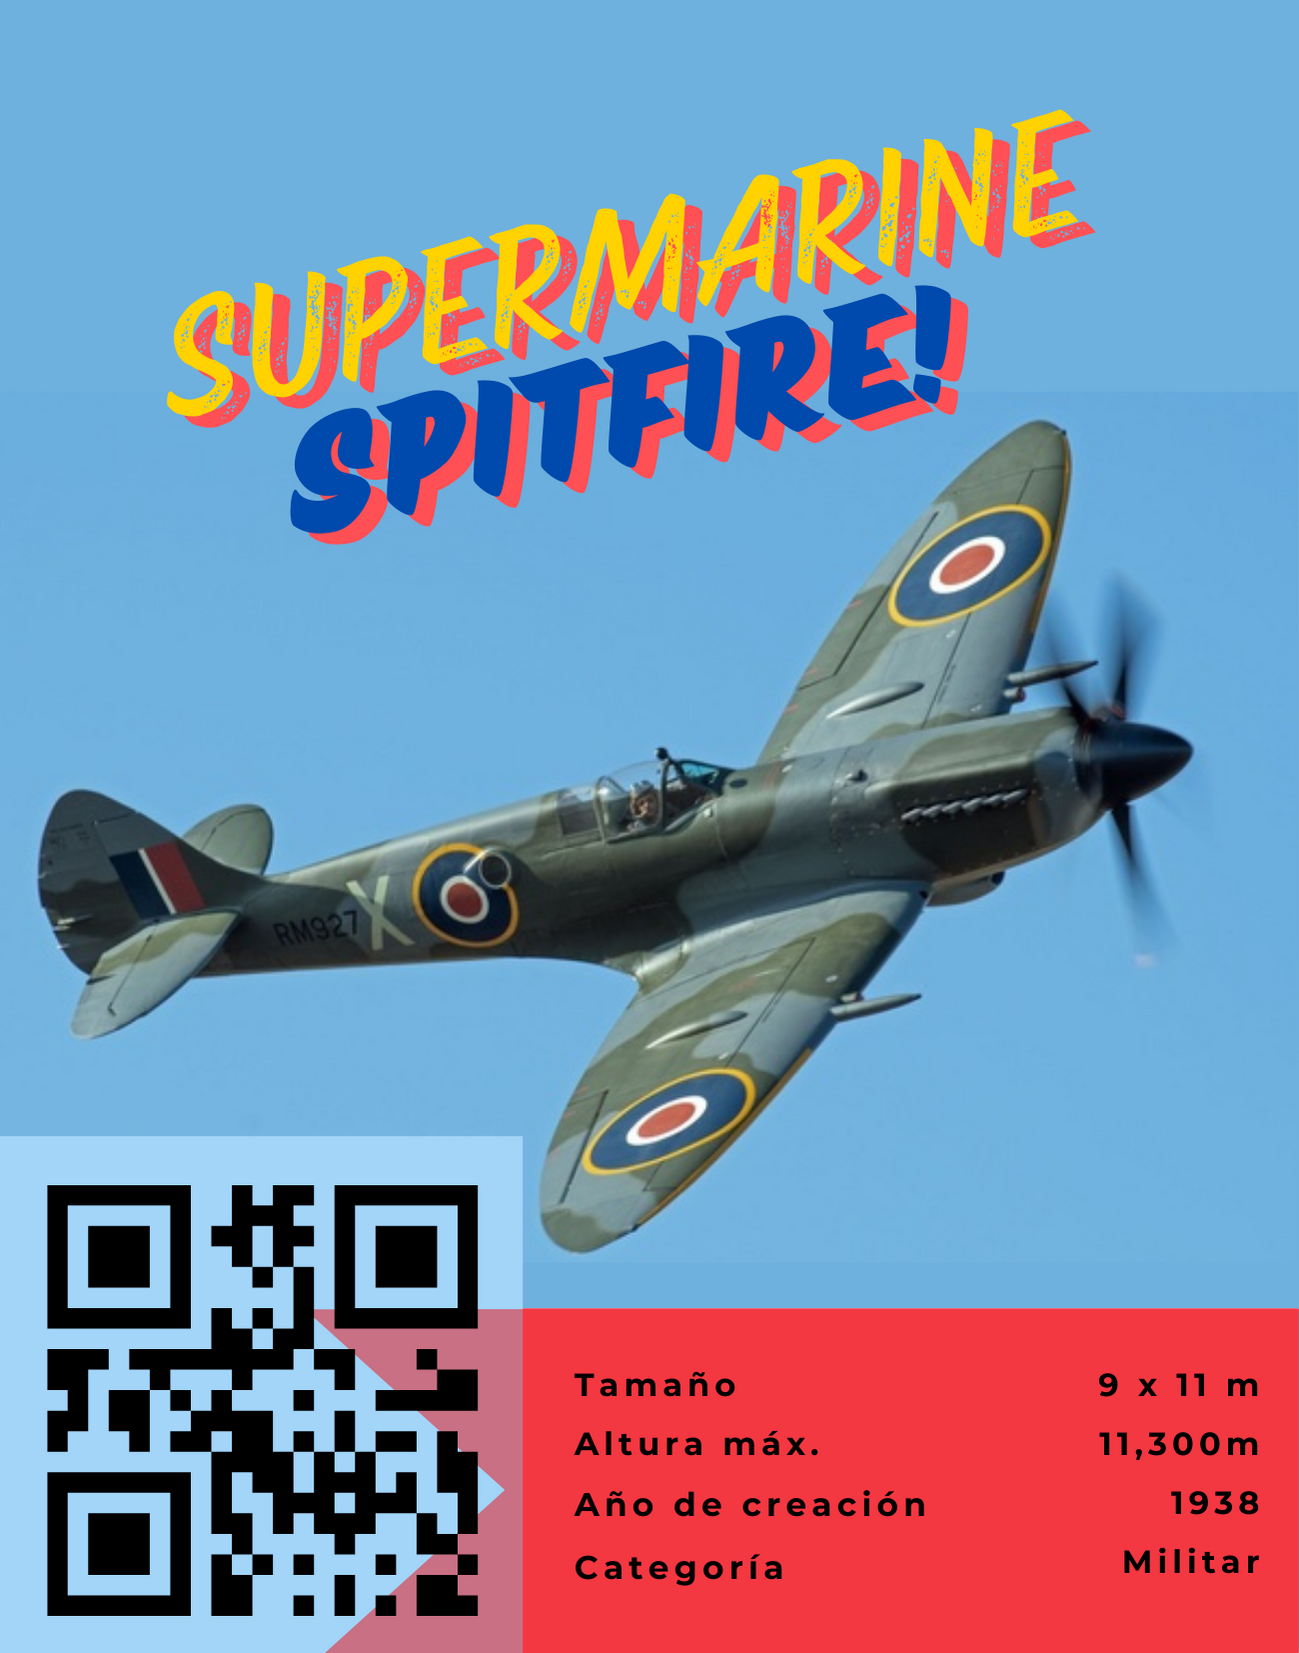 SUPERMARINE
SPITFIRE!
RM927 X
Tamaño 9 x 11 m
Altura máx. 11,300m
Año de creación 1938
Categoría Militar